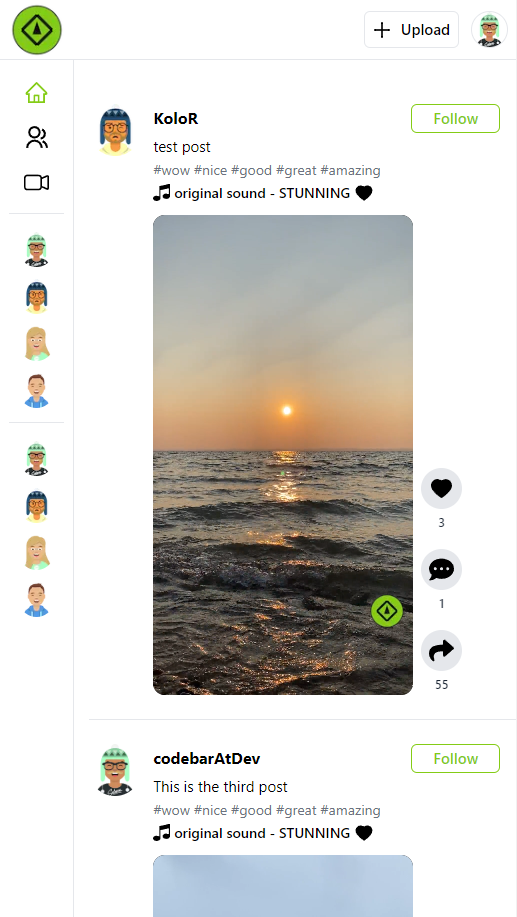 Upload
KoloR
Follow
test post
#wow #nice #good #great #amazing
original sound - STUNNING
3
1
55
codebarAtDev
Follow
This is the third post
#wow #nice #good #great #amazing
original sound - STUNNING